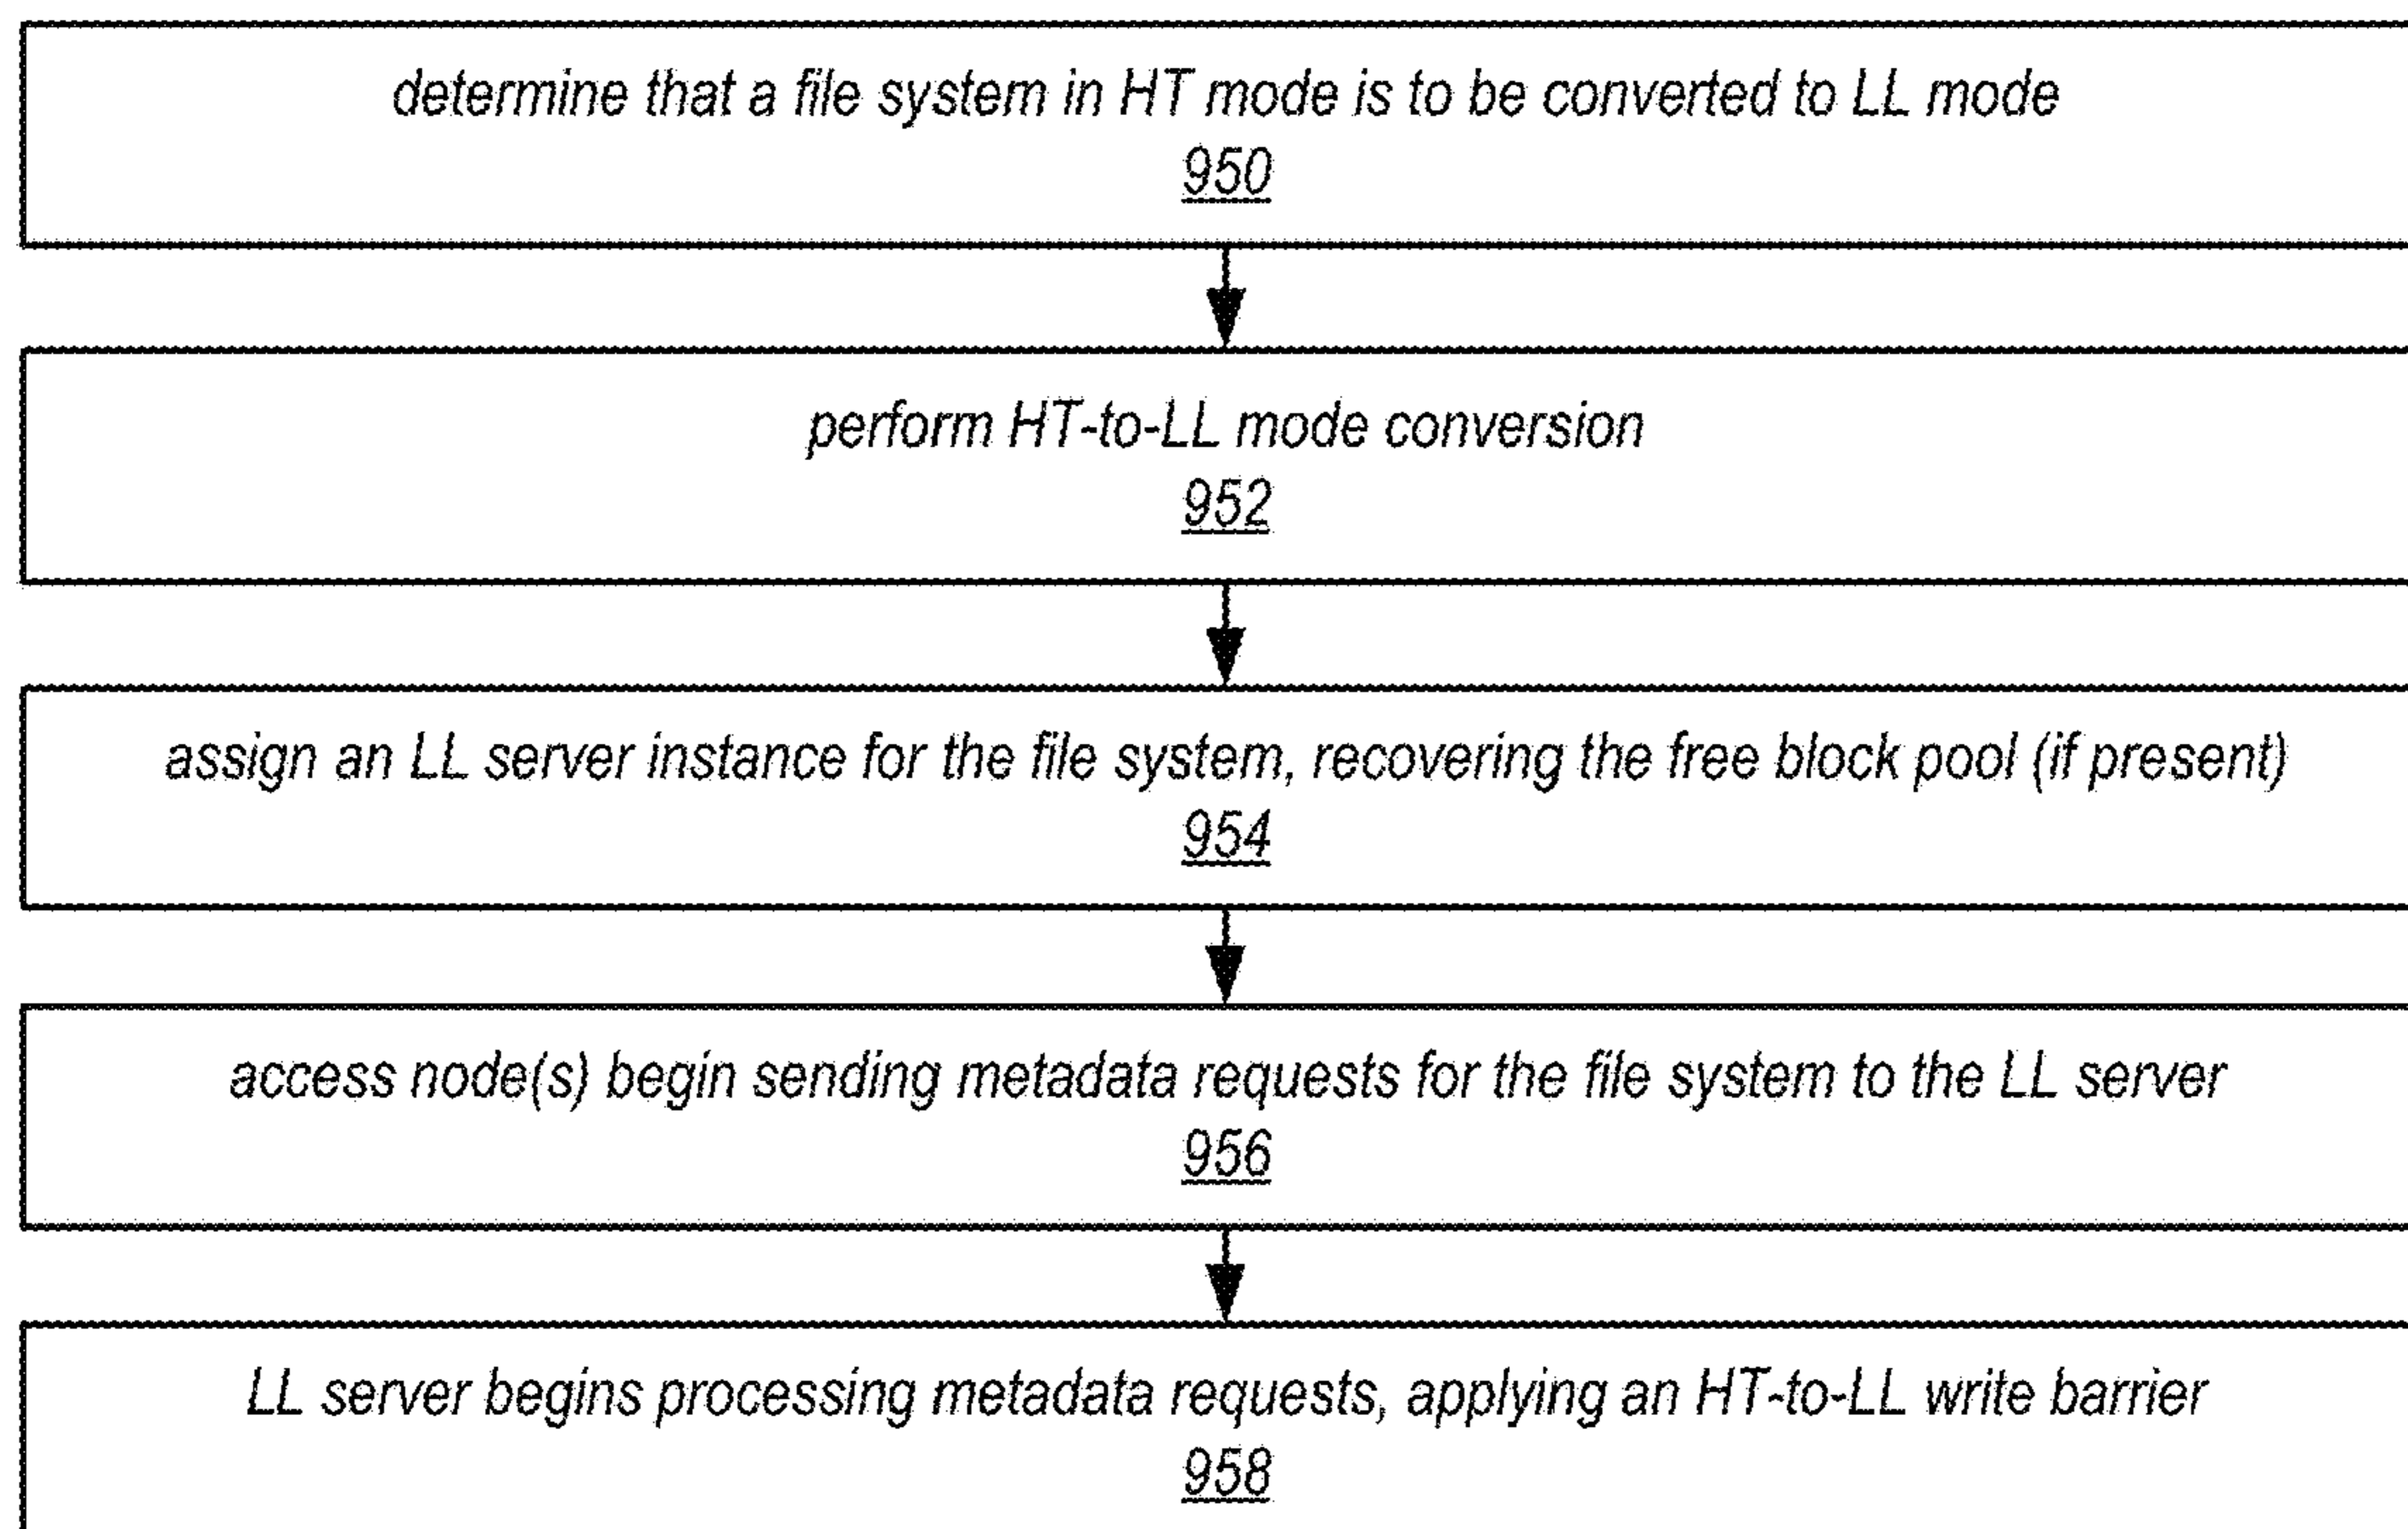 determine that a file system in HT mode is to be converted to LL mode
950
perform HT-to-LL mode conversion
952
assign an LL server instance for the file system, recovering the free block pool (if present)
954
access node(s) begin sending metadata requests for the file system to the LL server
956
LL server begins processing metadata requests, applying an HT-to-LL write barrier
958